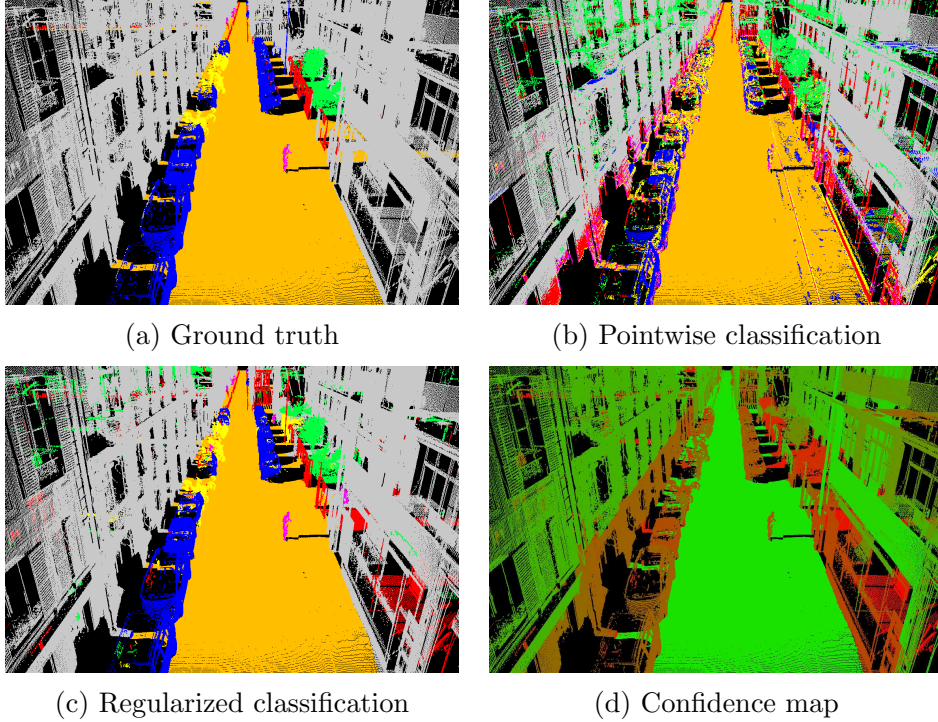 (a) Ground truth
(b) Pointwise classification
(c) Regularized classification
(d) Confidence map